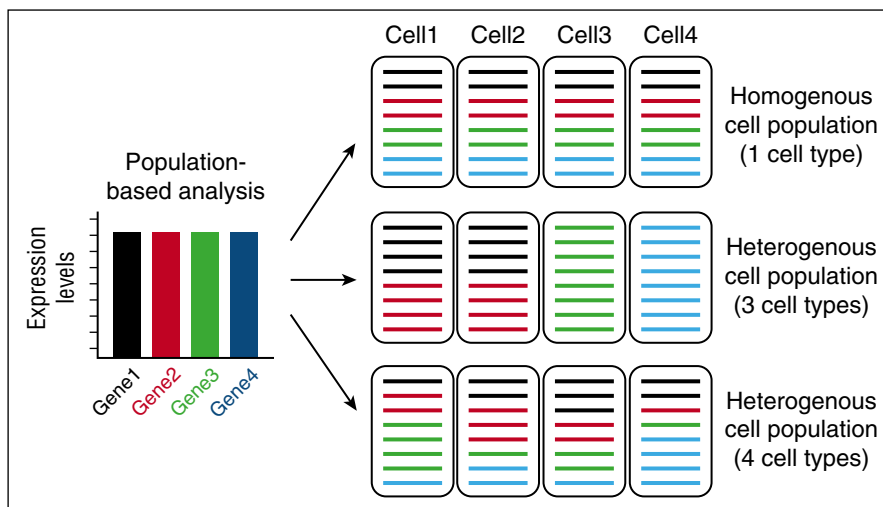 Cell1 Cell2 Cell3 Cell4
Homogenous
cell population
(1 cell type)
Population-
based analysis
Expression
levels
Gene1
Gene2
Gene3
Gene4
Heterogenous
cell population
(3 cell types)
Heterogenous
cell population
(4 cell types)